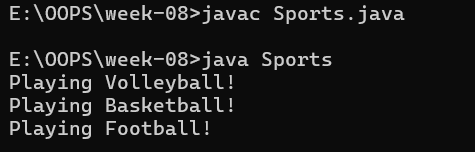 E:\OOPS\week-08>javac Sports.java
E:\OOPS\week-08>java Sports
Playing Volleyball!
Playing Basketball!
Playing Football!